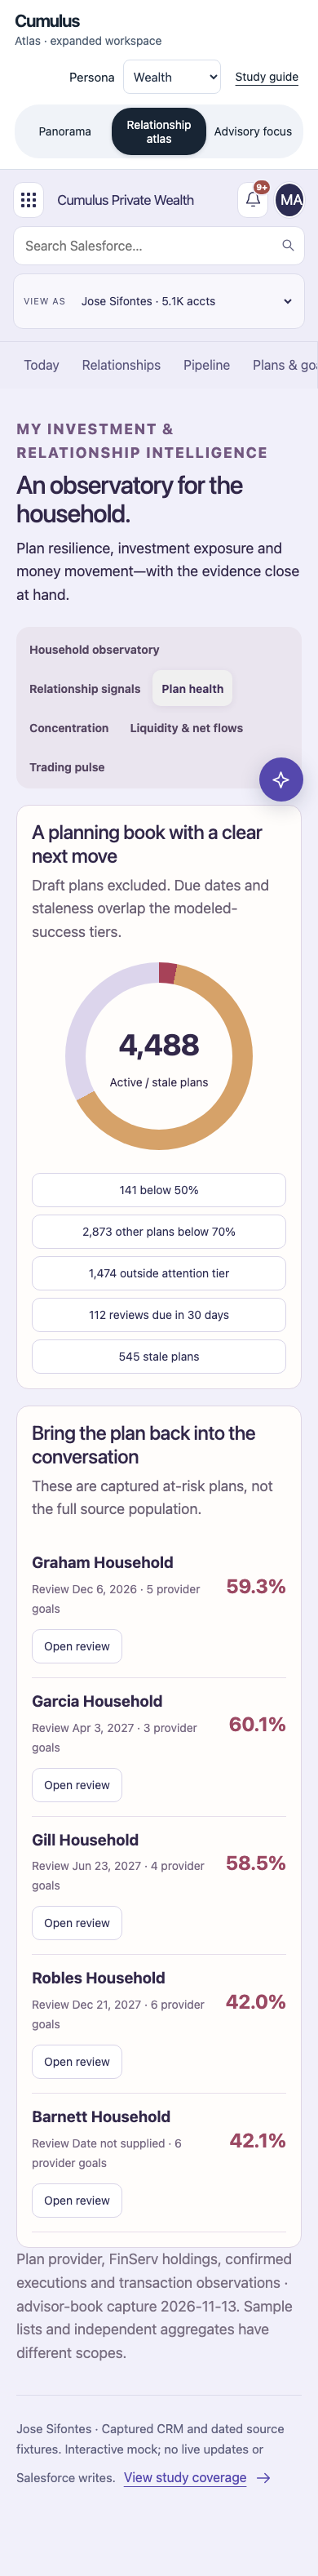 Cumulus
Atlas · expanded workspace
Persona Wealth Study guide
Panorama
Relationship
atlas
Advisory focus
Cumulus Private Wealth
9+
MA
Search Salesforce...
VIEW AS Jose Sifontes · 5.1K accts
Today Relationships Pipeline Plans & goa
MY INVESTMENT &
RELATIONSHIP INTELLIGENCE
An observatory for the
household.
Plan resilience, investment exposure and
money movement—with the evidence close
at hand.
Household observatory
Relationship signals Plan health
Concentration Liquidity & net flows
Trading pulse
A planning book with a clear
next move
Draft plans excluded. Due dates and
staleness overlap the modeled-
success tiers.
4,488
Active / stale plans
141 below 50%
2,873 other plans below 70%
1,474 outside attention tier
112 reviews due in 30 days
545 stale plans
Bring the plan back into the
conversation
These are captured at-risk plans, not
the full source population.
Graham Household
Review Dec 6, 2026 · 5 provider
goals
59.3%
Open review
Garcia Household
Review Apr 3, 2027 · 3 provider
goals
60.1%
Open review
Gill Household
Review Jun 23, 2027 · 4 provider
goals
58.5%
Open review
Robles Household
Review Dec 21, 2027 · 6 provider
goals
42.0%
Open review
Barnett Household
Review Date not supplied · 6
provider goals
42.1%
Open review
Plan provider, FinServ holdings, confirmed
executions and transaction observations ·
advisor-book capture 2026-11-13. Sample
lists and independent aggregates have
different scopes.
Jose Sifontes · Captured CRM and dated source
fixtures. Interactive mock; no live updates or
Salesforce writes. View study coverage →